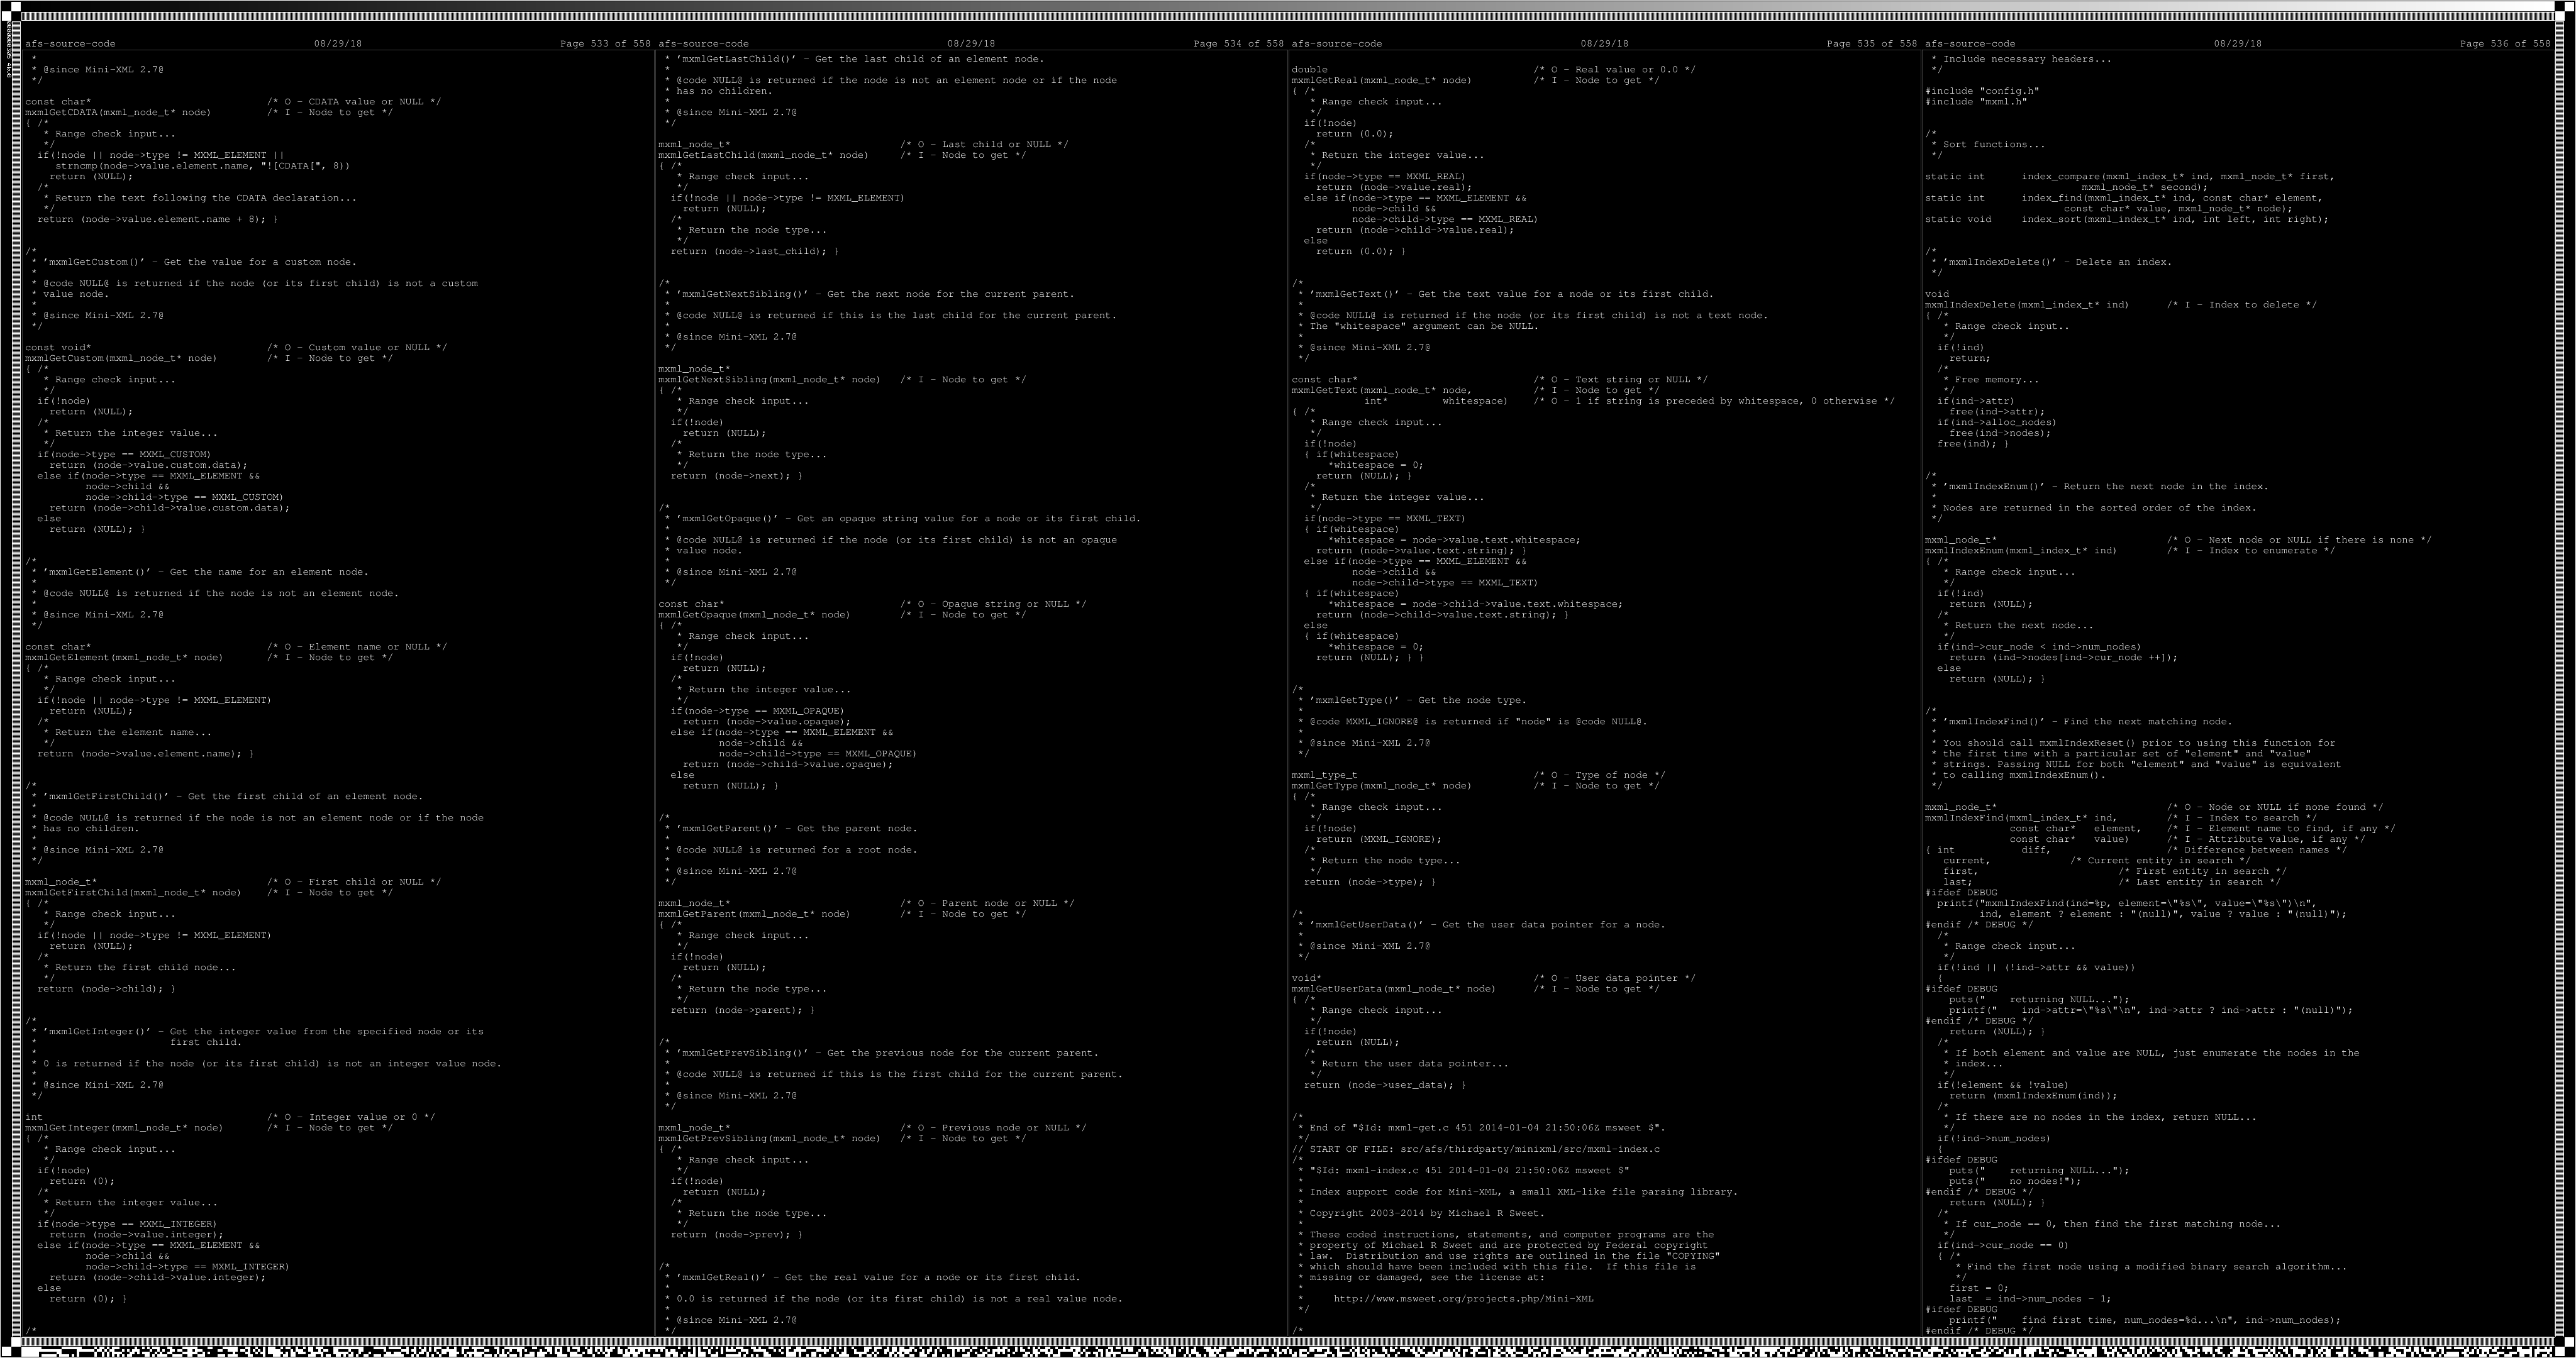 afs-source-code 08/29/18 Page 533 of 558
 *
 * @since Mini-XML 2.7@
 */

const char*                             /* O - CDATA value or NULL */
mxmlGetCDATA(mxml_node_t* node)         /* I - Node to get */
{ /*
   * Range check input...
   */
  if(!node || node->type != MXML_ELEMENT ||
     strncmp(node->value.element.name, "![CDATA[", 8))
    return (NULL);
  /*
   * Return the text following the CDATA declaration...
   */
  return (node->value.element.name + 8); }


/*
 * 'mxmlGetCustom()' - Get the value for a custom node.
 *
 * @code NULL@ is returned if the node (or its first child) is not a custom
 * value node.
 *
 * @since Mini-XML 2.7@
 */

const void*                             /* O - Custom value or NULL */
mxmlGetCustom(mxml_node_t* node)        /* I - Node to get */
{ /*
   * Range check input...
   */
  if(!node)
    return (NULL);
  /*
   * Return the integer value...
   */
  if(node->type == MXML_CUSTOM)
    return (node->value.custom.data);
  else if(node->type == MXML_ELEMENT &&
          node->child &&
          node->child->type == MXML_CUSTOM)
    return (node->child->value.custom.data);
  else
    return (NULL); }


/*
 * 'mxmlGetElement()' - Get the name for an element node.
 *
 * @code NULL@ is returned if the node is not an element node.
 *
 * @since Mini-XML 2.7@
 */

const char*                             /* O - Element name or NULL */
mxmlGetElement(mxml_node_t* node)       /* I - Node to get */
{ /*
   * Range check input...
   */
  if(!node || node->type != MXML_ELEMENT)
    return (NULL);
  /*
   * Return the element name...
   */
  return (node->value.element.name); }


/*
 * 'mxmlGetFirstChild()' - Get the first child of an element node.
 *
 * @code NULL@ is returned if the node is not an element node or if the node
 * has no children.
 *
 * @since Mini-XML 2.7@
 */

mxml_node_t*                            /* O - First child or NULL */
mxmlGetFirstChild(mxml_node_t* node)    /* I - Node to get */
{ /*
   * Range check input...
   */
  if(!node || node->type != MXML_ELEMENT)
    return (NULL);
  /*
   * Return the first child node...
   */
  return (node->child); }


/*
 * 'mxmlGetInteger()' - Get the integer value from the specified node or its
 *                      first child.
 *
 * 0 is returned if the node (or its first child) is not an integer value node.
 *
 * @since Mini-XML 2.7@
 */

int                                     /* O - Integer value or 0 */
mxmlGetInteger(mxml_node_t* node)       /* I - Node to get */
{ /*
   * Range check input...
   */
  if(!node)
    return (0);
  /*
   * Return the integer value...
   */
  if(node->type == MXML_INTEGER)
    return (node->value.integer);
  else if(node->type == MXML_ELEMENT &&
          node->child &&
          node->child->type == MXML_INTEGER)
    return (node->child->value.integer);
  else
    return (0); }


/*
afs-source-code 08/29/18 Page 534 of 558
 * 'mxmlGetLastChild()' - Get the last child of an element node.
 *
 * @code NULL@ is returned if the node is not an element node or if the node
 * has no children.
 *
 * @since Mini-XML 2.7@
 */

mxml_node_t*                            /* O - Last child or NULL */
mxmlGetLastChild(mxml_node_t* node)     /* I - Node to get */
{ /*
   * Range check input...
   */
  if(!node || node->type != MXML_ELEMENT)
    return (NULL);
  /*
   * Return the node type...
   */
  return (node->last_child); }


/*
 * 'mxmlGetNextSibling()' - Get the next node for the current parent.
 *
 * @code NULL@ is returned if this is the last child for the current parent.
 *
 * @since Mini-XML 2.7@
 */

mxml_node_t*
mxmlGetNextSibling(mxml_node_t* node)   /* I - Node to get */
{ /*
   * Range check input...
   */
  if(!node)
    return (NULL);
  /*
   * Return the node type...
   */
  return (node->next); }


/*
 * 'mxmlGetOpaque()' - Get an opaque string value for a node or its first child.
 *
 * @code NULL@ is returned if the node (or its first child) is not an opaque
 * value node.
 *
 * @since Mini-XML 2.7@
 */

const char*                             /* O - Opaque string or NULL */
mxmlGetOpaque(mxml_node_t* node)        /* I - Node to get */
{ /*
   * Range check input...
   */
  if(!node)
    return (NULL);
  /*
   * Return the integer value...
   */
  if(node->type == MXML_OPAQUE)
    return (node->value.opaque);
  else if(node->type == MXML_ELEMENT &&
          node->child &&
          node->child->type == MXML_OPAQUE)
    return (node->child->value.opaque);
  else
    return (NULL); }


/*
 * 'mxmlGetParent()' - Get the parent node.
 *
 * @code NULL@ is returned for a root node.
 *
 * @since Mini-XML 2.7@
 */

mxml_node_t*                            /* O - Parent node or NULL */
mxmlGetParent(mxml_node_t* node)        /* I - Node to get */
{ /*
   * Range check input...
   */
  if(!node)
    return (NULL);
  /*
   * Return the node type...
   */
  return (node->parent); }


/*
 * 'mxmlGetPrevSibling()' - Get the previous node for the current parent.
 *
 * @code NULL@ is returned if this is the first child for the current parent.
 *
 * @since Mini-XML 2.7@
 */

mxml_node_t*                            /* O - Previous node or NULL */
mxmlGetPrevSibling(mxml_node_t* node)   /* I - Node to get */
{ /*
   * Range check input...
   */
  if(!node)
    return (NULL);
  /*
   * Return the node type...
   */
  return (node->prev); }


/*
 * 'mxmlGetReal()' - Get the real value for a node or its first child.
 *
 * 0.0 is returned if the node (or its first child) is not a real value node.
 *
 * @since Mini-XML 2.7@
 */
afs-source-code 08/29/18 Page 535 of 558

double                                  /* O - Real value or 0.0 */
mxmlGetReal(mxml_node_t* node)          /* I - Node to get */
{ /*
   * Range check input...
   */
  if(!node)
    return (0.0);
  /*
   * Return the integer value...
   */
  if(node->type == MXML_REAL)
    return (node->value.real);
  else if(node->type == MXML_ELEMENT &&
          node->child &&
          node->child->type == MXML_REAL)
    return (node->child->value.real);
  else
    return (0.0); }


/*
 * 'mxmlGetText()' - Get the text value for a node or its first child.
 *
 * @code NULL@ is returned if the node (or its first child) is not a text node.
 * The "whitespace" argument can be NULL.
 *
 * @since Mini-XML 2.7@
 */

const char*                             /* O - Text string or NULL */
mxmlGetText(mxml_node_t* node,          /* I - Node to get */
            int*         whitespace)    /* O - 1 if string is preceded by whitespace, 0 otherwise */
{ /*
   * Range check input...
   */
  if(!node)
  { if(whitespace)
      *whitespace = 0;
    return (NULL); }
  /*
   * Return the integer value...
   */
  if(node->type == MXML_TEXT)
  { if(whitespace)
      *whitespace = node->value.text.whitespace;
    return (node->value.text.string); }
  else if(node->type == MXML_ELEMENT &&
          node->child &&
          node->child->type == MXML_TEXT)
  { if(whitespace)
      *whitespace = node->child->value.text.whitespace;
    return (node->child->value.text.string); }
  else
  { if(whitespace)
      *whitespace = 0;
    return (NULL); } }


/*
 * 'mxmlGetType()' - Get the node type.
 *
 * @code MXML_IGNORE@ is returned if "node" is @code NULL@.
 *
 * @since Mini-XML 2.7@
 */

mxml_type_t                             /* O - Type of node */
mxmlGetType(mxml_node_t* node)          /* I - Node to get */
{ /*
   * Range check input...
   */
  if(!node)
    return (MXML_IGNORE);
  /*
   * Return the node type...
   */
  return (node->type); }


/*
 * 'mxmlGetUserData()' - Get the user data pointer for a node.
 *
 * @since Mini-XML 2.7@
 */

void*                                   /* O - User data pointer */
mxmlGetUserData(mxml_node_t* node)      /* I - Node to get */
{ /*
   * Range check input...
   */
  if(!node)
    return (NULL);
  /*
   * Return the user data pointer...
   */
  return (node->user_data); }


/*
 * End of "$Id: mxml-get.c 451 2014-01-04 21:50:06Z msweet $".
 */
// START OF FILE: src/afs/thirdparty/minixml/src/mxml-index.c
/*
 * "$Id: mxml-index.c 451 2014-01-04 21:50:06Z msweet $"
 *
 * Index support code for Mini-XML, a small XML-like file parsing library.
 *
 * Copyright 2003-2014 by Michael R Sweet.
 *
 * These coded instructions, statements, and computer programs are the
 * property of Michael R Sweet and are protected by Federal copyright
 * law.  Distribution and use rights are outlined in the file "COPYING"
 * which should have been included with this file.  If this file is
 * missing or damaged, see the license at:
 *
 *     http://www.msweet.org/projects.php/Mini-XML
 */

/*
afs-source-code 08/29/18 Page 536 of 558
 * Include necessary headers...
 */

#include "config.h"
#include "mxml.h"


/*
 * Sort functions...
 */

static int      index_compare(mxml_index_t* ind, mxml_node_t* first,
                          mxml_node_t* second);
static int      index_find(mxml_index_t* ind, const char* element,
                       const char* value, mxml_node_t* node);
static void     index_sort(mxml_index_t* ind, int left, int right);


/*
 * 'mxmlIndexDelete()' - Delete an index.
 */

void
mxmlIndexDelete(mxml_index_t* ind)      /* I - Index to delete */
{ /*
   * Range check input..
   */
  if(!ind)
    return;
  /*
   * Free memory...
   */
  if(ind->attr)
    free(ind->attr);
  if(ind->alloc_nodes)
    free(ind->nodes);
  free(ind); }


/*
 * 'mxmlIndexEnum()' - Return the next node in the index.
 *
 * Nodes are returned in the sorted order of the index.
 */

mxml_node_t*                            /* O - Next node or NULL if there is none */
mxmlIndexEnum(mxml_index_t* ind)        /* I - Index to enumerate */
{ /*
   * Range check input...
   */
  if(!ind)
    return (NULL);
  /*
   * Return the next node...
   */
  if(ind->cur_node < ind->num_nodes)
    return (ind->nodes[ind->cur_node ++]);
  else
    return (NULL); }


/*
 * 'mxmlIndexFind()' - Find the next matching node.
 *
 * You should call mxmlIndexReset() prior to using this function for
 * the first time with a particular set of "element" and "value"
 * strings. Passing NULL for both "element" and "value" is equivalent
 * to calling mxmlIndexEnum().
 */

mxml_node_t*                            /* O - Node or NULL if none found */
mxmlIndexFind(mxml_index_t* ind,        /* I - Index to search */
              const char*   element,    /* I - Element name to find, if any */
              const char*   value)      /* I - Attribute value, if any */
{ int           diff,                   /* Difference between names */
   current,             /* Current entity in search */
   first,                       /* First entity in search */
   last;                        /* Last entity in search */
#ifdef DEBUG
  printf("mxmlIndexFind(ind=%p, element=\"%s\", value=\"%s\")\n",
         ind, element ? element : "(null)", value ? value : "(null)");
#endif /* DEBUG */
  /*
   * Range check input...
   */
  if(!ind || (!ind->attr && value))
  {
#ifdef DEBUG
    puts("    returning NULL...");
    printf("    ind->attr=\"%s\"\n", ind->attr ? ind->attr : "(null)");
#endif /* DEBUG */
    return (NULL); }
  /*
   * If both element and value are NULL, just enumerate the nodes in the
   * index...
   */
  if(!element && !value)
    return (mxmlIndexEnum(ind));
  /*
   * If there are no nodes in the index, return NULL...
   */
  if(!ind->num_nodes)
  {
#ifdef DEBUG
    puts("    returning NULL...");
    puts("    no nodes!");
#endif /* DEBUG */
    return (NULL); }
  /*
   * If cur_node == 0, then find the first matching node...
   */
  if(ind->cur_node == 0)
  { /*
     * Find the first node using a modified binary search algorithm...
     */
    first = 0;
    last  = ind->num_nodes - 1;
#ifdef DEBUG
    printf("    find first time, num_nodes=%d...\n", ind->num_nodes);
#endif /* DEBUG */